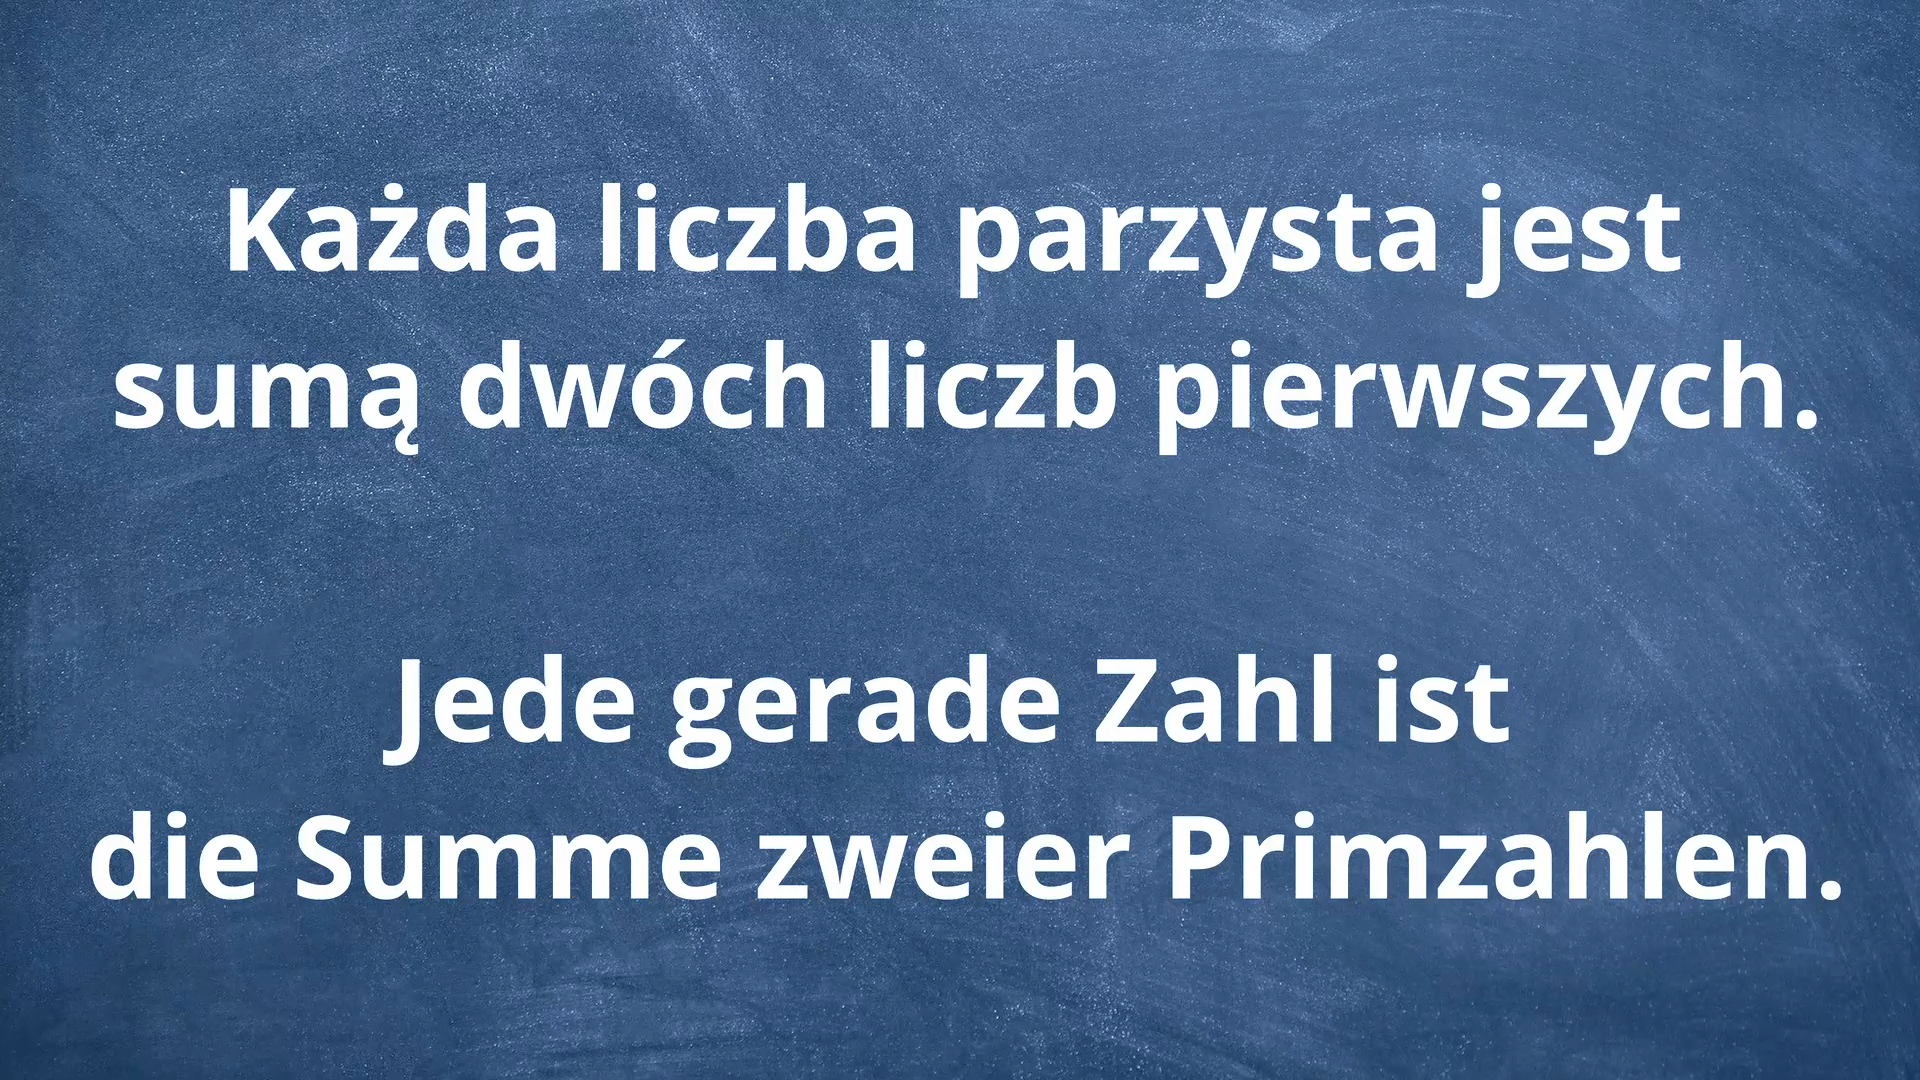 Każda liczba parzysta jest
sumą dwóch liczb pierwszych.
Jede gerade Zahl ist
die Summe zweier Primzahlen.